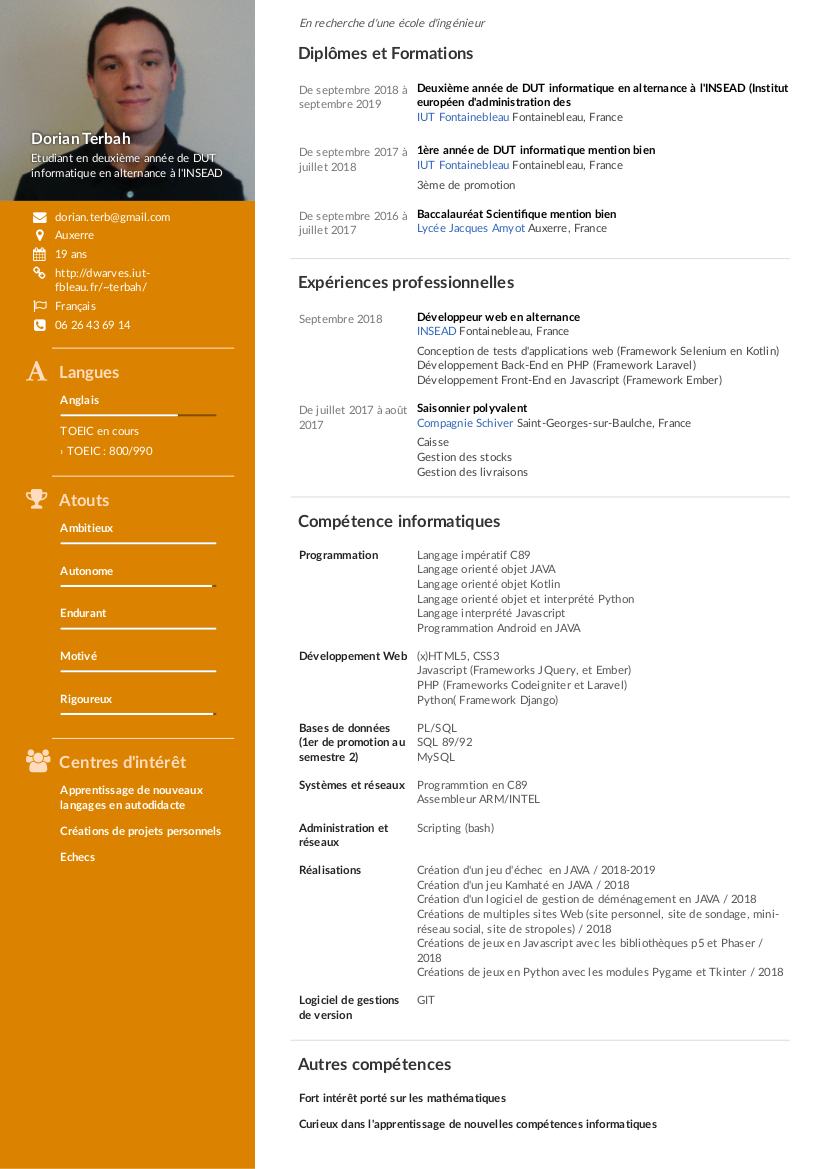 Dorian Terbah
Etudiant en deuxième année de DUT
informatique en alternance à l'INSEAD
dorian.terb@gmail.com
Auxerre
19 ans
http://dwarves.iut-
fbleau.fr/~terbah/
Français
06 26 43 69 14
Langues
Anglais
TOEIC en cours
› TOEIC : 800/990
Atouts
Ambitieux
Autonome
Endurant
Motivé
Rigoureux
Centres d'intérêt
Apprentissage de nouveaux
langages en autodidacte
Créations de projets personnels
Echecs
En recherche d'une école d'ingénieur
Diplômes et Formations
De septembre 2018 à
septembre 2019
Deuxième année de DUT informatique en alternance à l'INSEAD (Institut
européen d'administration des
IUT Fontainebleau Fontainebleau, France
De septembre 2017 à
juillet 2018
1ère année de DUT informatique mention bien
IUT Fontainebleau Fontainebleau, France
3ème de promotion
De septembre 2016 à
juillet 2017
Baccalauréat Scientifique mention bien
Lycée Jacques Amyot Auxerre, France
Expériences professionnelles
Septembre 2018
Développeur web en alternance
INSEAD Fontainebleau, France
Conception de tests d'applications web (Framework Selenium en Kotlin)
Développement Back-End en PHP (Framework Laravel)
Développement Front-End en Javascript (Framework Ember)
De juillet 2017 à août
2017
Saisonnier polyvalent
Compagnie Schiver Saint-Georges-sur-Baulche, France
Caisse
Gestion des stocks
Gestion des livraisons
Compétence informatiques
Programmation
Langage impératif C89
Langage orienté objet JAVA
Langage orienté objet Kotlin
Langage orienté objet et interprété Python
Langage interprété Javascript
Programmation Android en JAVA
Développement Web
(x)HTML5, CSS3
Javascript (Frameworks JQuery, et Ember)
PHP (Frameworks Codeigniter et Laravel)
Python( Framework Django)
Bases de données
(1er de promotion au
semestre 2)
PL/SQL
SQL 89/92
MySQL
Systèmes et réseaux
Programmtion en C89
Assembleur ARM/INTEL
Administration et
réseaux
Scripting (bash)
Réalisations
Création d'un jeu d'échec en JAVA / 2018-2019
Création d'un jeu Kamhaté en JAVA / 2018
Création d'un logiciel de gestion de déménagement en JAVA / 2018
Créations de multiples sites Web (site personnel, site de sondage, mini-
réseau social, site de stropoles) / 2018
Créations de jeux en Javascript avec les bibliothèques p5 et Phaser /
2018
Créations de jeux en Python avec les modules Pygame et Tkinter / 2018
Logiciel de gestions
de version
GIT
Autres compétences
Fort intérêt porté sur les mathématiques
Curieux dans l'apprentissage de nouvelles compétences informatiques